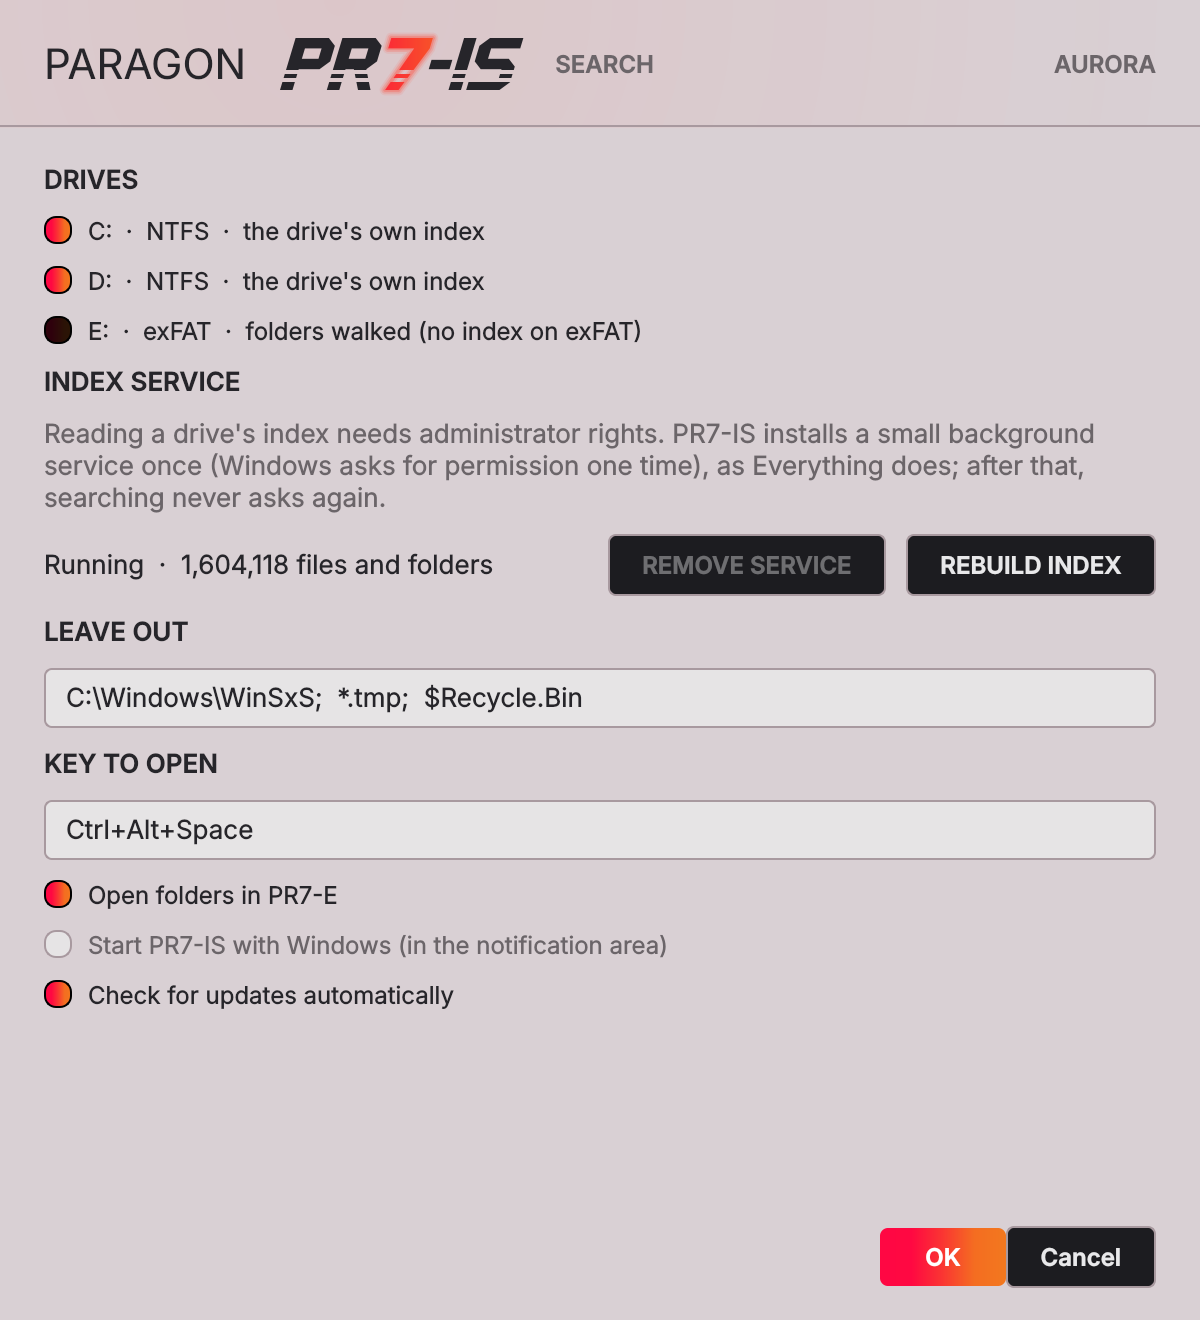 PARAGON PR7-IS SEARCH AURORA
DRIVES
C: · NTFS · the drive's own index
D: · NTFS · the drive's own index
E: · exFAT · folders walked (no index on exFAT)
INDEX SERVICE
Reading a drive's index needs administrator rights. PR7-IS installs a small background
service once (Windows asks for permission one time), as Everything does; after that,
searching never asks again.
Running · 1,604,118 files and folders REMOVE SERVICE REBUILD INDEX
LEAVE OUT
C:\Windows\WinSxS; *.tmp; $Recycle.Bin
KEY TO OPEN
Ctrl+Alt+Space
Open folders in PR7-E
Start PR7-IS with Windows (in the notification area)
Check for updates automatically
OK Cancel